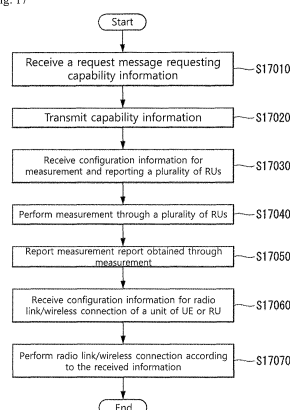 Fig. 17
Start
Receive a request message requesting
capability information
S17010
Transmit capability information
S17020
Receive configuration information for
measurement and reporting a plurality of RUs
S17030
Perform measurement through a plurality of RUs
S17040
Report measurement report obtained through
measurement
S17050
Receive configuration information for radio
link/wireless connection of a unit of UE or RU
S17060
Perform radio link/wireless connection according
to the received information
S17070
End